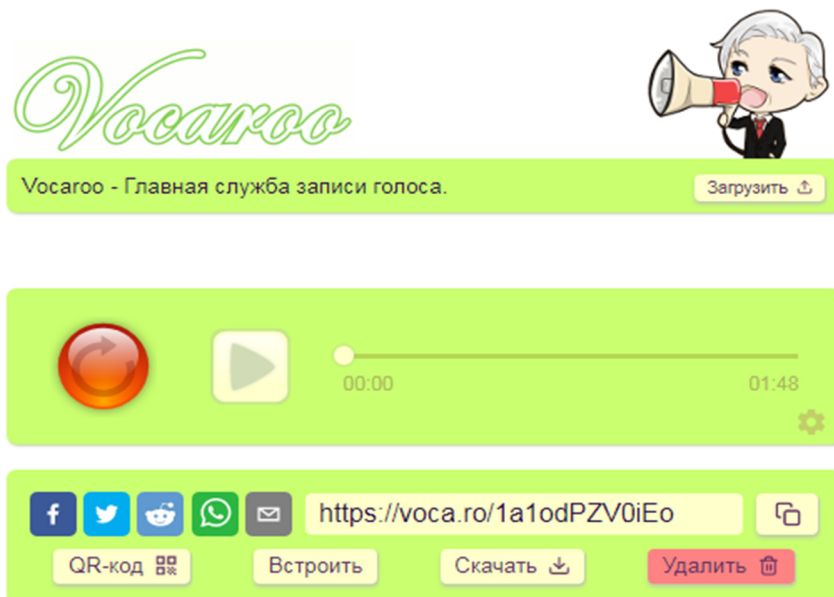 Vocaroo
Vocaroo - Главная служба записи голоса.
Загрузить
00:00
01:48
https://voca.ro/1a1odPZV0iEo
QR-код
Встроить
Скачать
Удалить